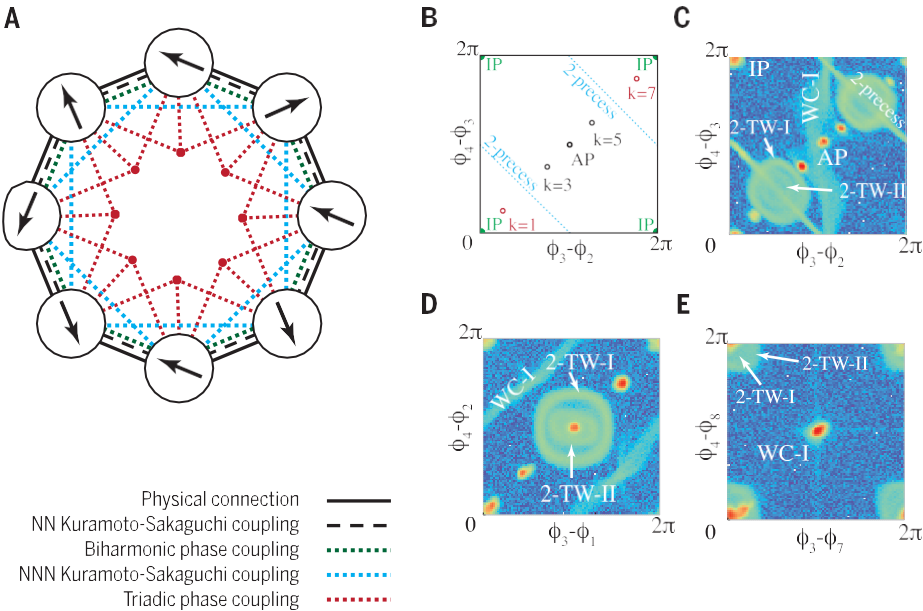 A
B
2π
IP
IP
2-precess
k=7
k=5
AP
2-precess
k=3
IP
k=1
IP
0
2π
ϕ₄-ϕ₃
ϕ₃-ϕ₂
C
2π
IP
WC-I
2-precess
2-TW-I
AP
2-TW-II
0
2π
ϕ₄-ϕ₃
ϕ₃-ϕ₂
D
2π
WC-I
2-TW-I
2-TW-II
0
2π
ϕ₄-ϕ₂
ϕ₃-ϕ₁
E
2π
2-TW-II
2-TW-I
WC-I
0
2π
ϕ₄-ϕ₈
ϕ₃-ϕ₇
Physical connection
NN Kuramoto-Sakaguchi coupling
Biharmonic phase coupling
NNN Kuramoto-Sakaguchi coupling
Triadic phase coupling